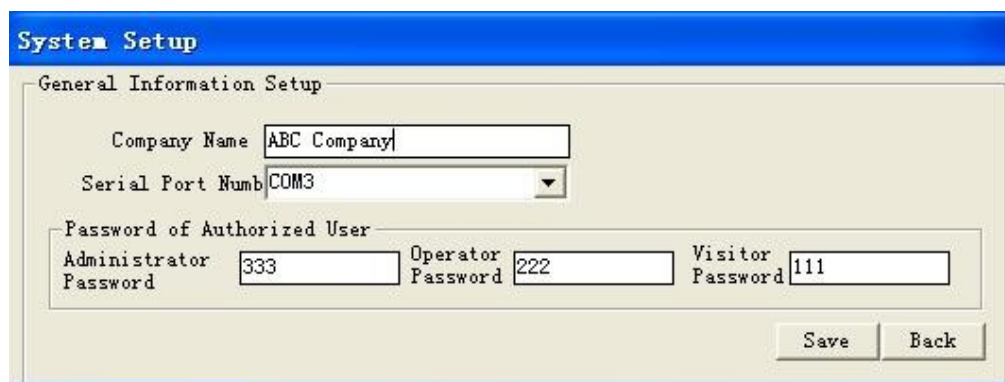 System Setup
General Information Setup
Company Name ABC Company
Serial Port Numb COM3
Password of Authorized User
Administrator Password 333 Operator Password 222 Visitor Password 111
Save Back